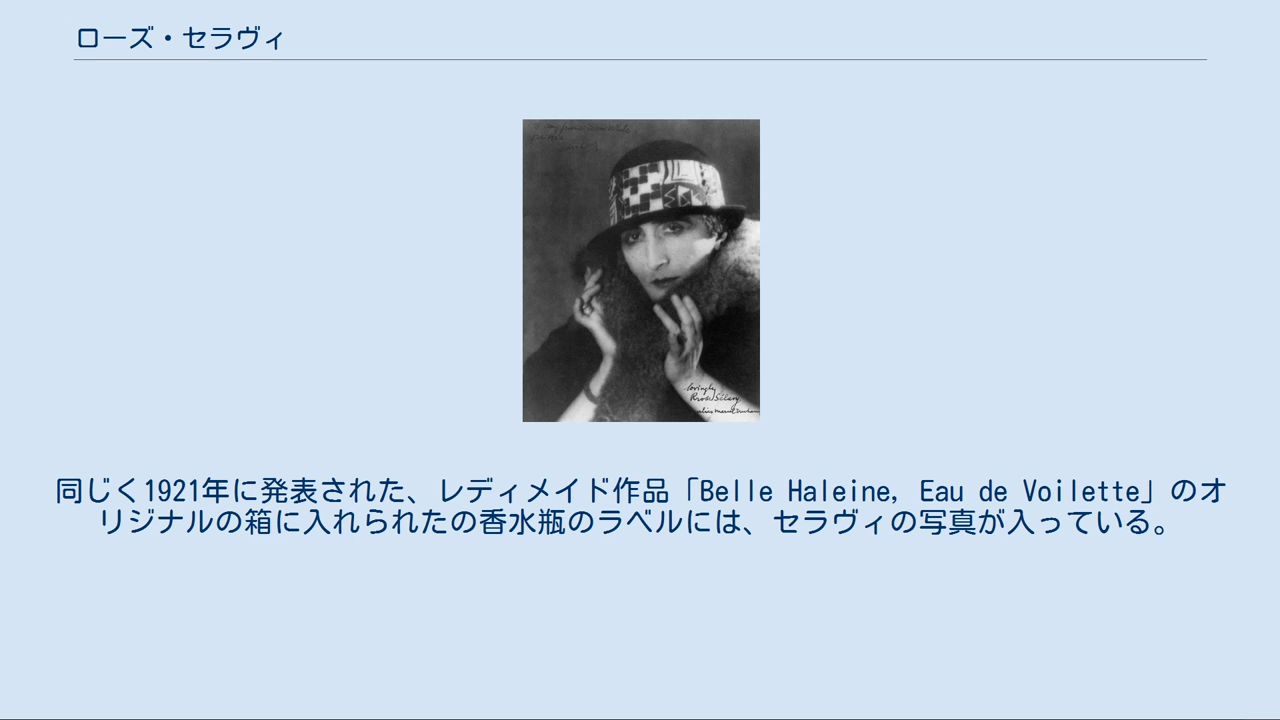 ローズ・セラヴィ
lovingly
Rrose Sélavy
同じく1921年に発表された、レディメイド作品「Belle Haleine, Eau de Voilette」のオ
リジナルの箱に入れられたの香水瓶のラベルには、セラヴィの写真が入っている。